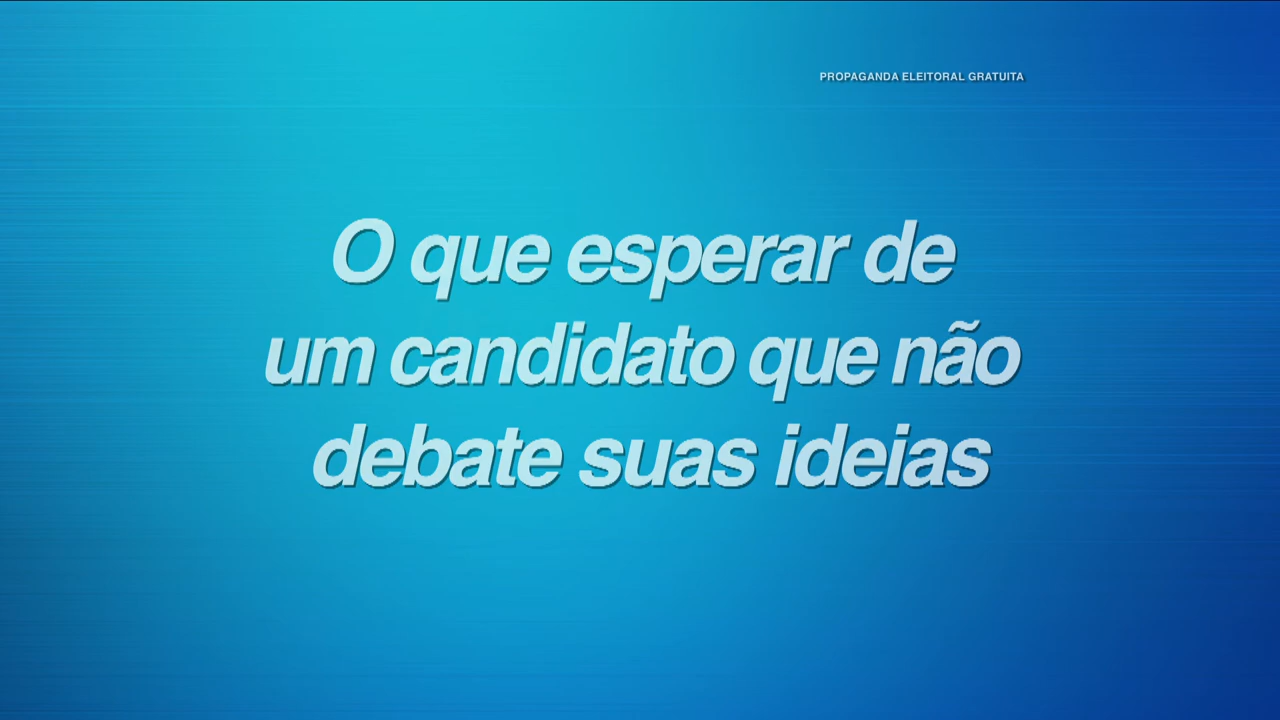 PROPAGANDA ELEITORAL GRATUITA
O que esperar de
um candidato que não
debate suas ideias